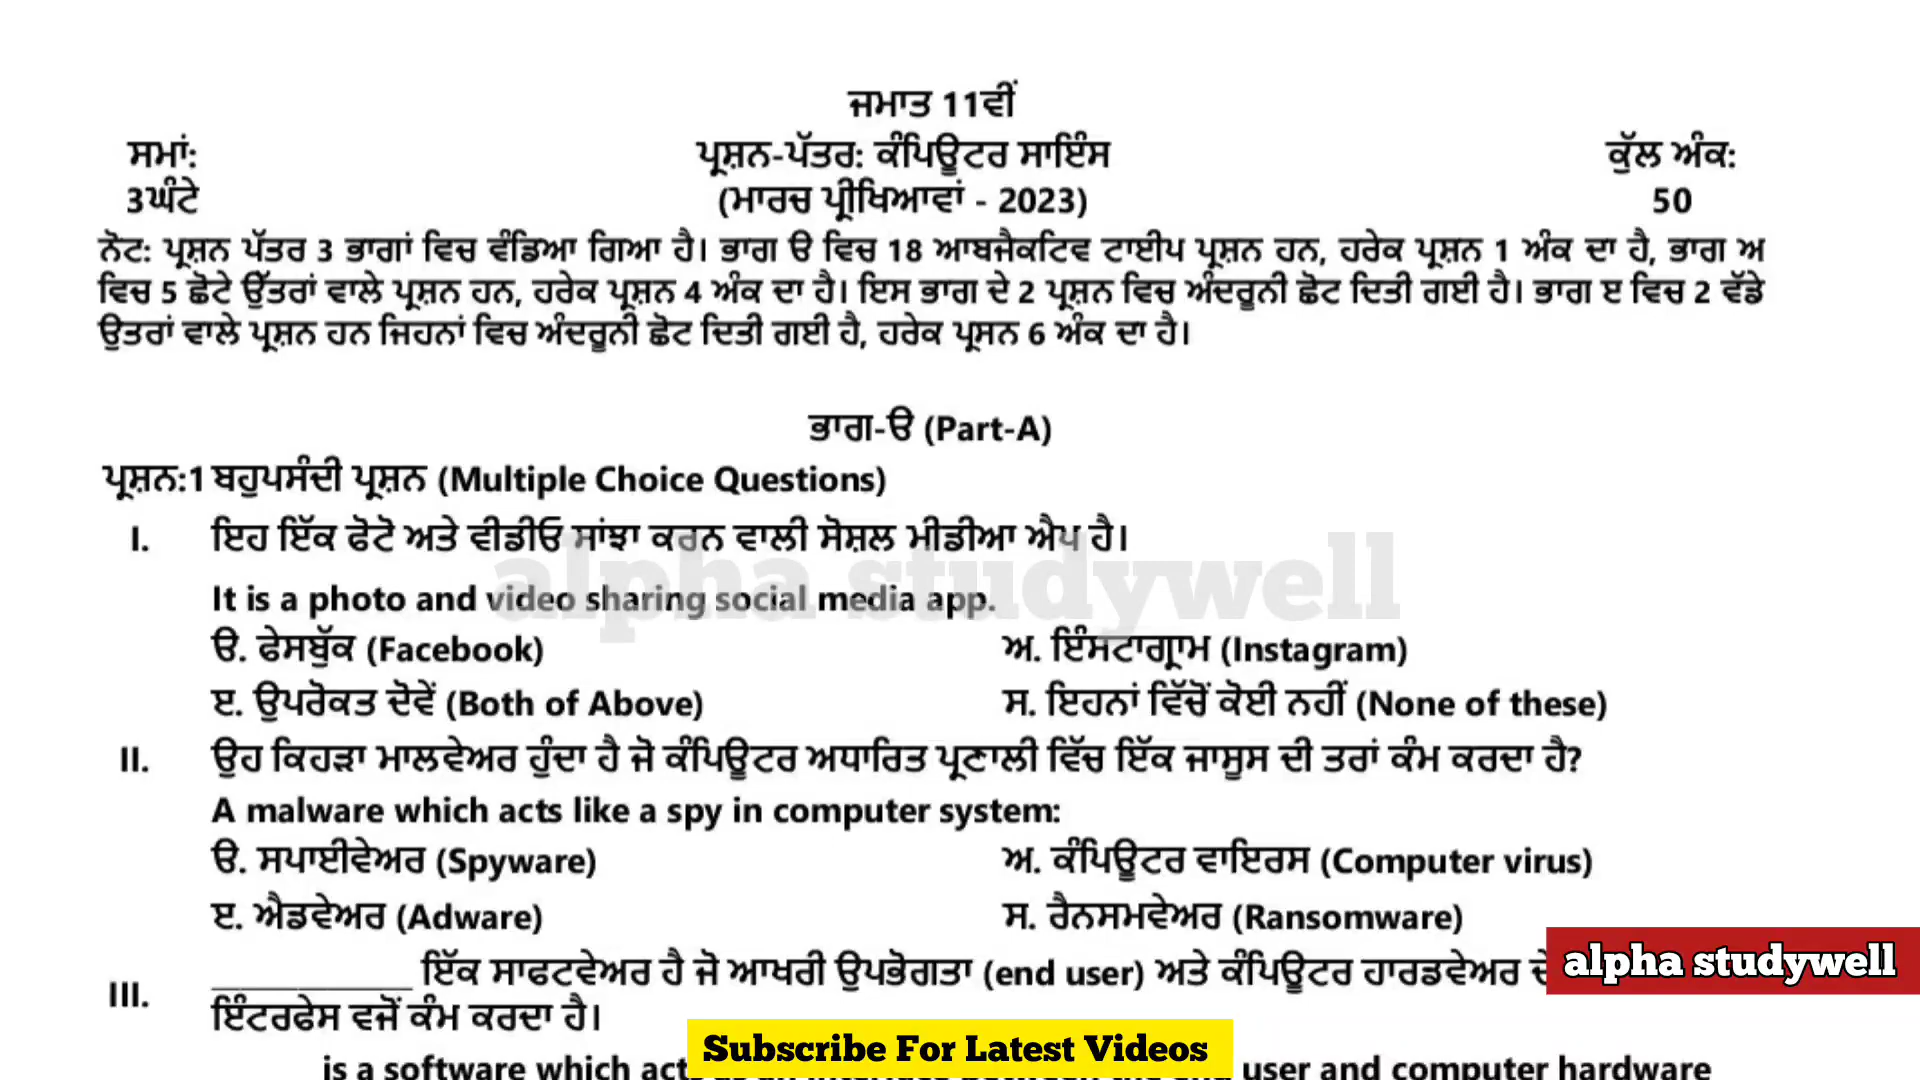 ਜਮਾਤ 11ਵੀਂ
ਸਮਾਂ: ਪ੍ਰਸ਼ਨ-ਪੱਤਰ: ਕੰਪਿਊਟਰ ਸਾਇੰਸ ਕੁੱਲ ਅੰਕ:
3ਘੰਟੇ (ਮਾਰਚ ਪ੍ਰੀਖਿਆਵਾਂ - 2023) 50
ਨੋਟ: ਪ੍ਰਸ਼ਨ ਪੱਤਰ 3 ਭਾਗਾਂ ਵਿਚ ਵੰਡਿਆ ਗਿਆ ਹੈ। ਭਾਗ ੳ ਵਿਚ 18 ਆਬਜੈਕਟਿਵ ਟਾਈਪ ਪ੍ਰਸ਼ਨ ਹਨ, ਹਰੇਕ ਪ੍ਰਸ਼ਨ 1 ਅੰਕ ਦਾ ਹੈ, ਭਾਗ ਅ
ਵਿਚ 5 ਛੋਟੇ ਉੱਤਰਾਂ ਵਾਲੇ ਪ੍ਰਸ਼ਨ ਹਨ, ਹਰੇਕ ਪ੍ਰਸ਼ਨ 4 ਅੰਕ ਦਾ ਹੈ। ਇਸ ਭਾਗ ਦੇ 2 ਪ੍ਰਸ਼ਨ ਵਿਚ ਅੰਦਰੂਨੀ ਛੋਟ ਦਿਤੀ ਗਈ ਹੈ। ਭਾਗ ੲ ਵਿਚ 2 ਵੱਡੇ
ਉਤਰਾਂ ਵਾਲੇ ਪ੍ਰਸ਼ਨ ਹਨ ਜਿਹਨਾਂ ਵਿਚ ਅੰਦਰੂਨੀ ਛੋਟ ਦਿਤੀ ਗਈ ਹੈ, ਹਰੇਕ ਪ੍ਰਸਨ 6 ਅੰਕ ਦਾ ਹੈ।
ਭਾਗ-ੳ (Part-A)
ਪ੍ਰਸ਼ਨ:1 ਬਹੁਪਸੰਦੀ ਪ੍ਰਸ਼ਨ (Multiple Choice Questions)
I. ਇਹ ਇੱਕ ਫੋਟੋ ਅਤੇ ਵੀਡੀਓ ਸਾਂਝਾ ਕਰਨ ਵਾਲੀ ਸੋਸ਼ਲ ਮੀਡੀਆ ਐਪ ਹੈ।
alpha studywell
It is a photo and video sharing social media app.
ੳ. ਫੇਸਬੁੱਕ (Facebook) ਅ. ਇੰਸਟਾਗ੍ਰਾਮ (Instagram)
ੲ. ਉਪਰੋਕਤ ਦੋਵੇਂ (Both of Above) ਸ. ਇਹਨਾਂ ਵਿੱਚੋਂ ਕੋਈ ਨਹੀਂ (None of these)
II. ਉਹ ਕਿਹੜਾ ਮਾਲਵੇਅਰ ਹੁੰਦਾ ਹੈ ਜੋ ਕੰਪਿਊਟਰ ਅਧਾਰਿਤ ਪ੍ਰਣਾਲੀ ਵਿੱਚ ਇੱਕ ਜਾਸੂਸ ਦੀ ਤਰਾਂ ਕੰਮ ਕਰਦਾ ਹੈ?
A malware which acts like a spy in computer system:
ੳ. ਸਪਾਈਵੇਅਰ (Spyware) ਅ. ਕੰਪਿਊਟਰ ਵਾਇਰਸ (Computer virus)
ੲ. ਐਡਵੇਅਰ (Adware) ਸ. ਰੈਨਸਮਵੇਅਰ (Ransomware)
III. ____________ ਇੱਕ ਸਾਫਟਵੇਅਰ ਹੈ ਜੋ ਆਖਰੀ ਉਪਭੋਗਤਾ (end user) ਅਤੇ ਕੰਪਿਊਟਰ ਹਾਰਡਵੇਅਰ
alpha studywell
ਇੰਟਰਫੇਸ ਵਜੋਂ ਕੰਮ ਕਰਦਾ ਹੈ।
Subscribe For Latest Videos
is a software which user and computer hardware